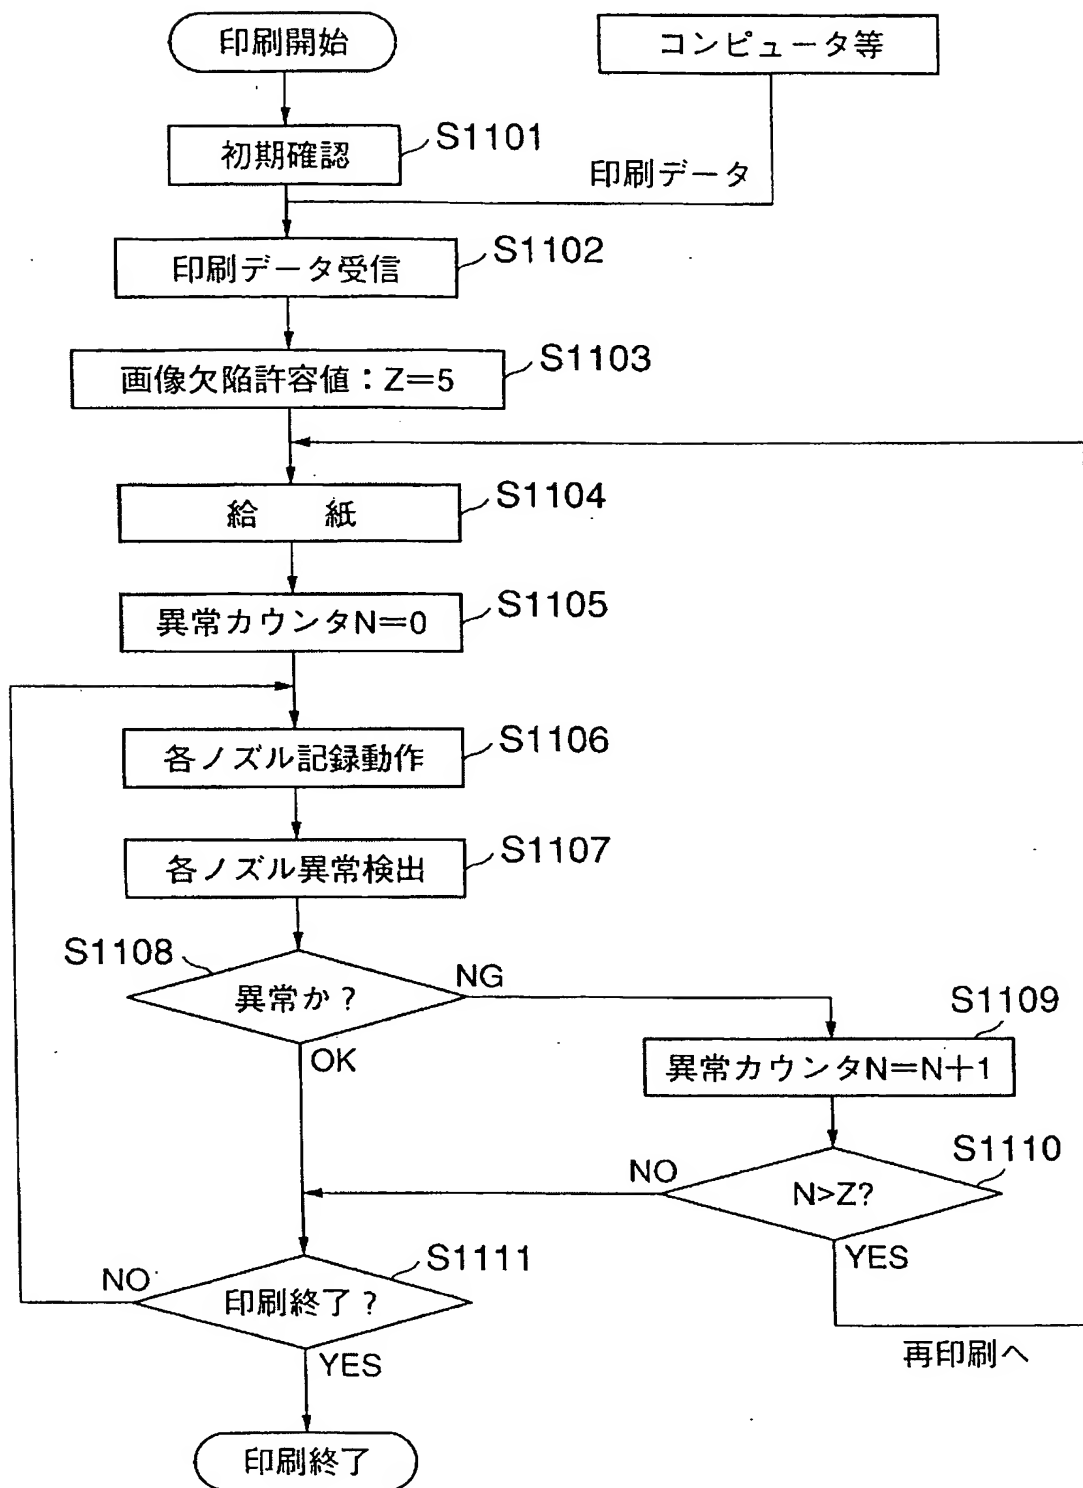 印刷開始
コンピュータ等
S1101
初期確認
印刷データ
S1102
印刷データ受信
S1103
画像欠陥許容値：Z＝5
S1104
給　紙
S1105
異常カウンタN＝0
S1106
各ノズル記録動作
S1107
各ノズル異常検出
S1108
異常か？
NG
OK
S1109
異常カウンタN＝N＋1
S1110
N>Z?
NO
YES
再印刷へ
S1111
印刷終了？
NO
YES
印刷終了